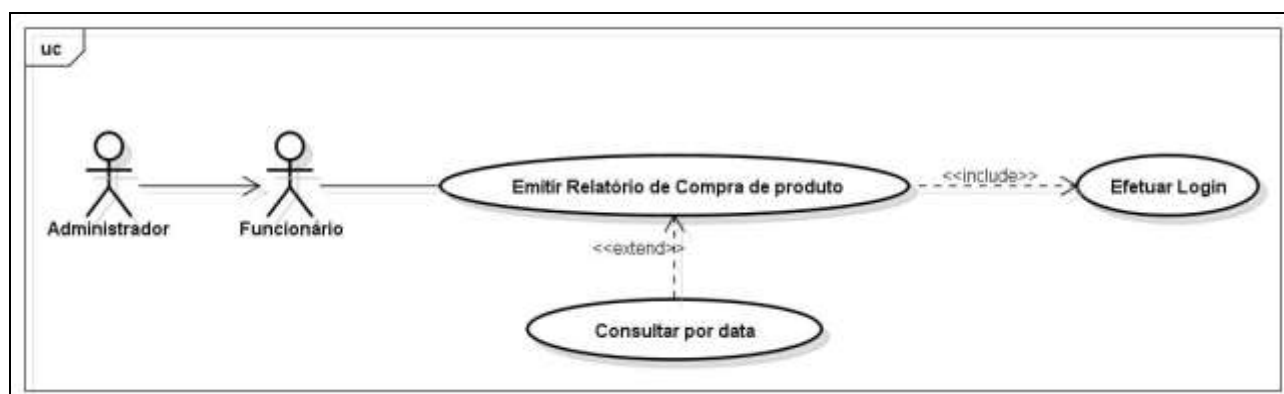 uc
Administrador
Funcionário
Emitir Relatório de Compra de produto
<<include>>
Efetuar Login
<<extend>>
Consultar por data